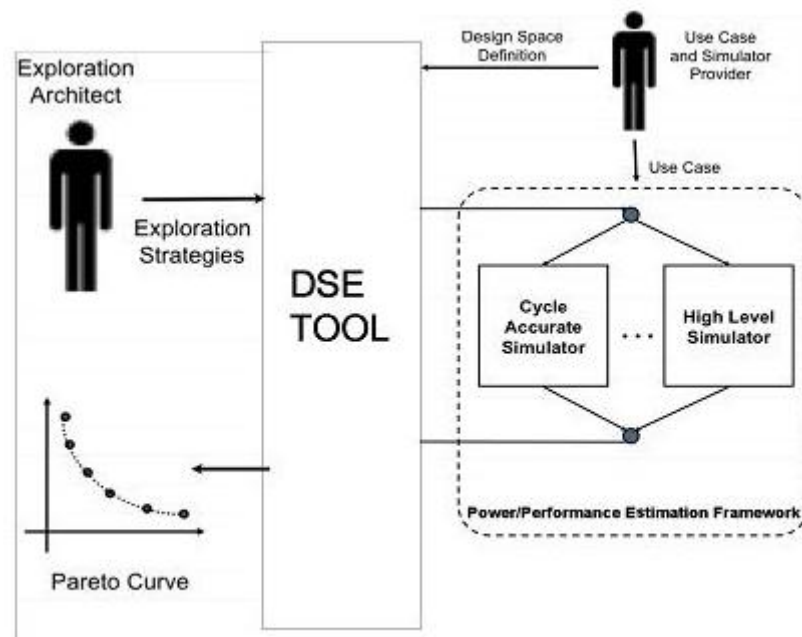 Exploration
Architect
Exploration
Strategies
Pareto Curve
DSE
TOOL
Design Space
Definition
Use Case
and Simulator
Provider
Use Case
Cycle
Accurate
Simulator
...
High Level
Simulator
Power/Performance Estimation Framework